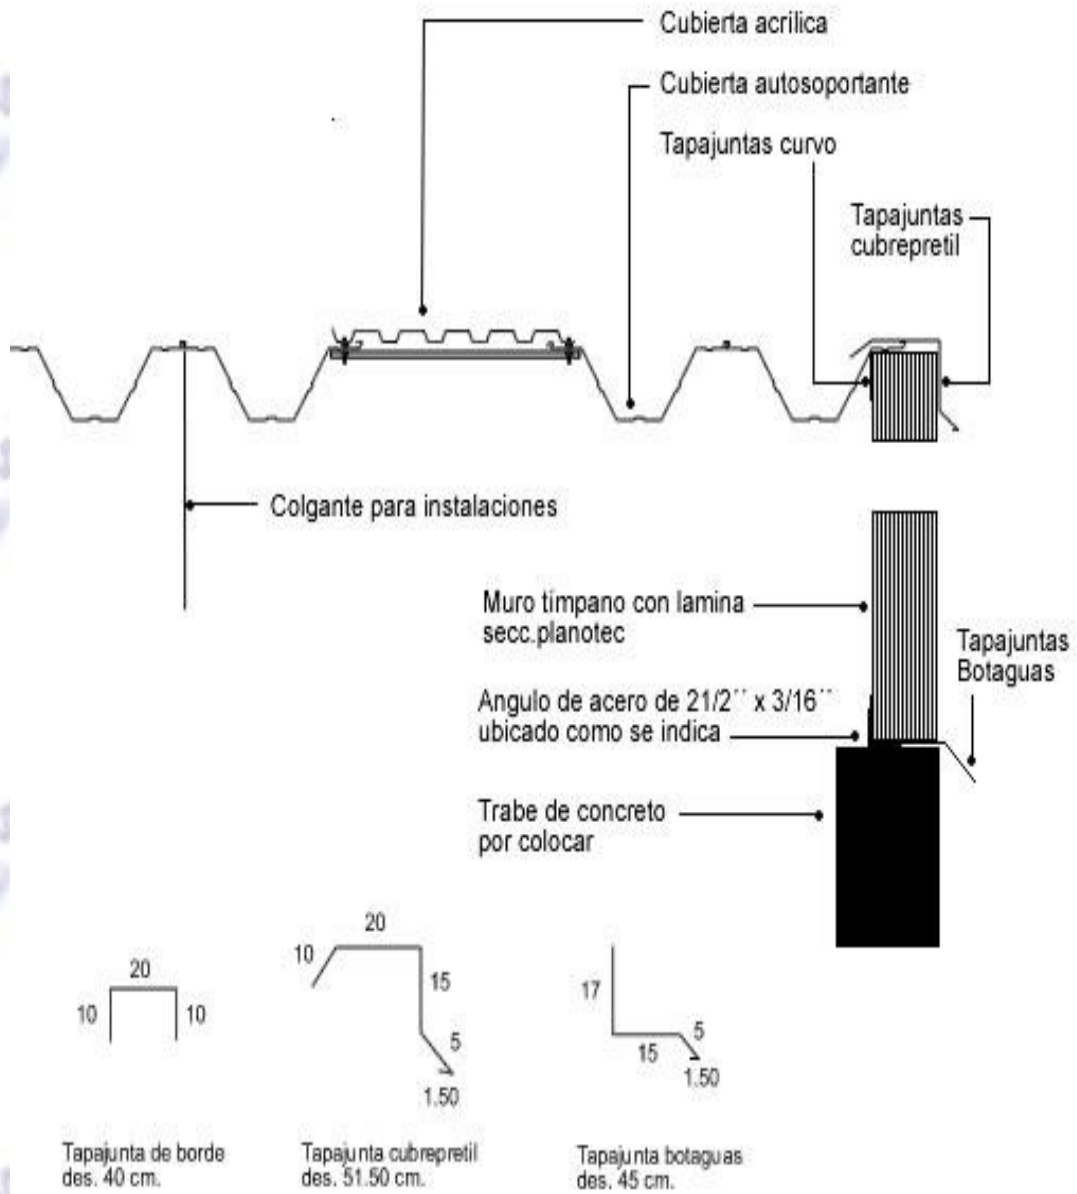 Cubierta acrilica
Cubierta autosoportante
Tapajuntas curvo
Tapajuntas
cubrepretil
Colgante para instalaciones
Muro timpano con lamina
secc.planotec
Tapajuntas
Botaguas
Angulo de acero de 21/2´´ x 3/16´´
ubicado como se indica
Trabe de concreto
por colocar
20
10
10
Tapajunta de borde
des. 40 cm.
20
10
15
5
1.50
Tapajunta cubrepretil
des. 51.50 cm.
17
15
5
1.50
Tapajunta botaguas
des. 45 cm.